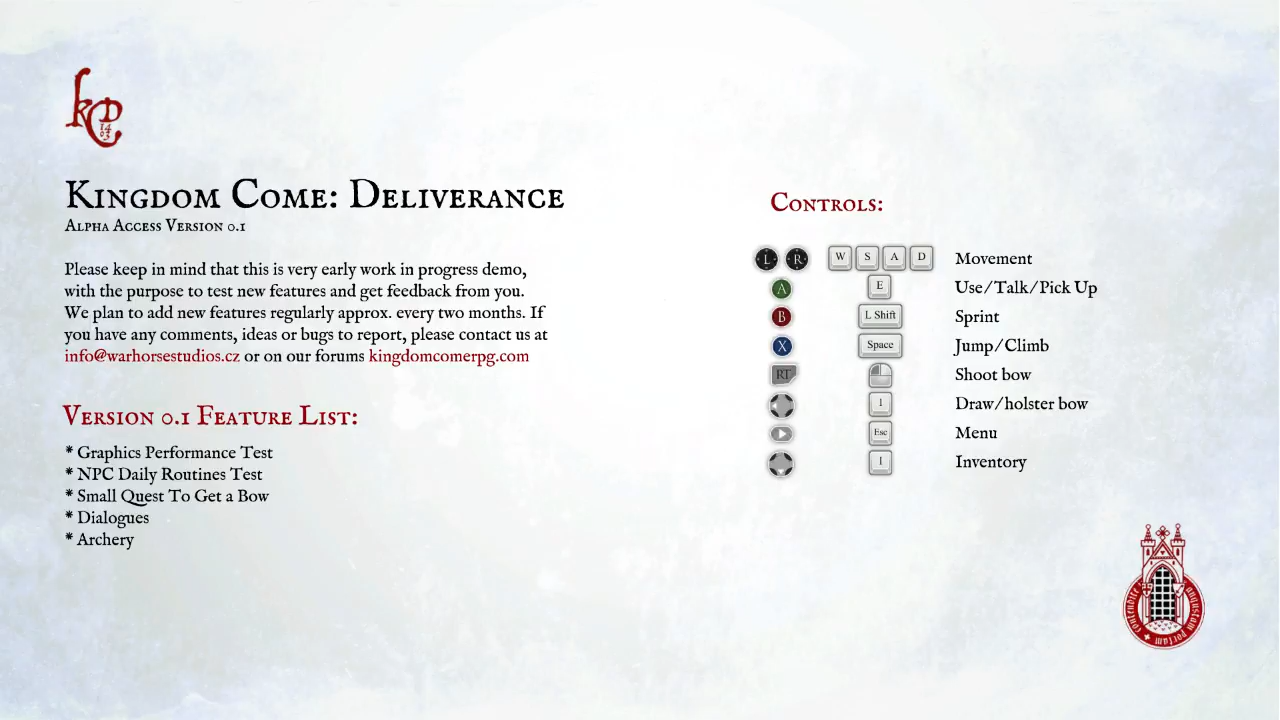 KCD
1403
Kingdom Come: Deliverance
Alpha Access Version 0.1
Please keep in mind that this is very early work in progress demo,
with the purpose to test new features and get feedback from you.
We plan to add new features regularly approx. every two months. If
you have any comments, ideas or bugs to report, please contact us at
info@warhorsestudios.cz or on our forums kingdomcomerpg.com
Version 0.1 Feature List:
* Graphics Performance Test
* NPC Daily Routines Test
* Small Quest To Get a Bow
* Dialogues
* Archery
Controls:
L R W S A D Movement
A E Use/Talk/Pick Up
B L Shift Sprint
X Space Jump/Climb
RT Shoot bow
1 Draw/holster bow
Esc Menu
I Inventory
contendite augustam portam